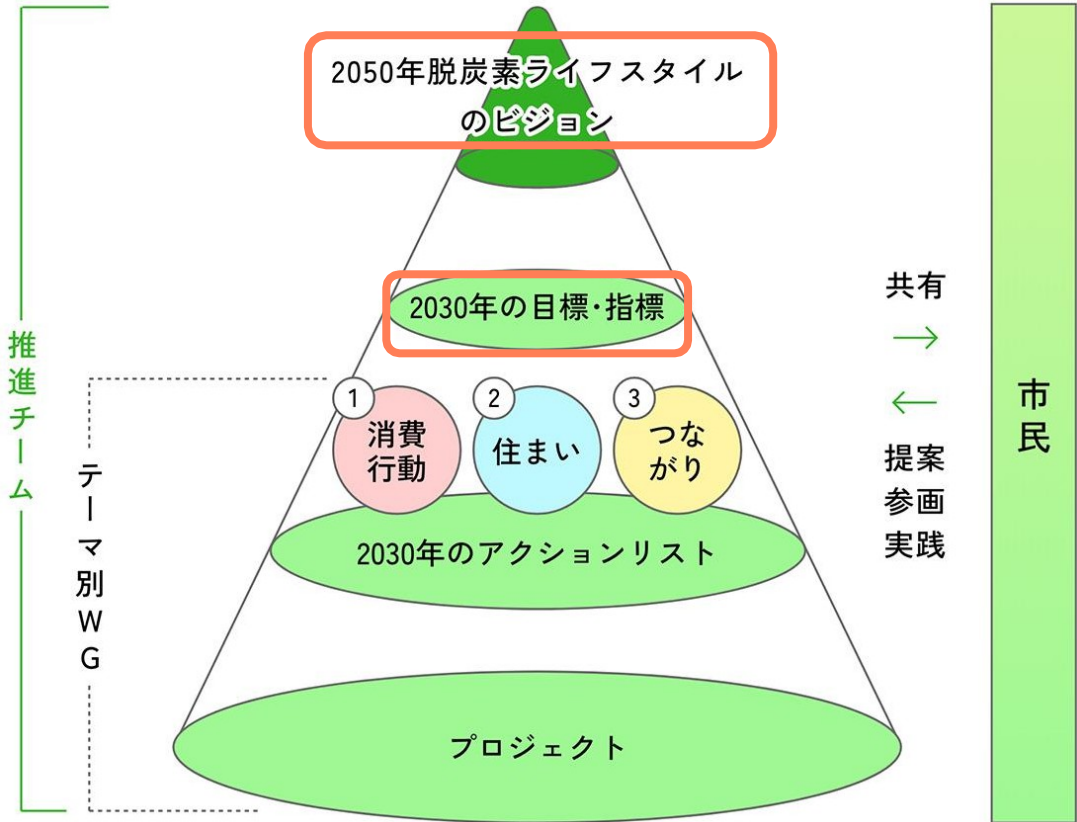 2050年脱炭素ライフスタイル
のビジョン
2030年の目標・指標
1
消費
行動
2
住まい
3
つな
がり
2030年のアクションリスト
プロジェクト
推進チーム
テーマ別WG
共有
→
←
提案
参画
実践
市民